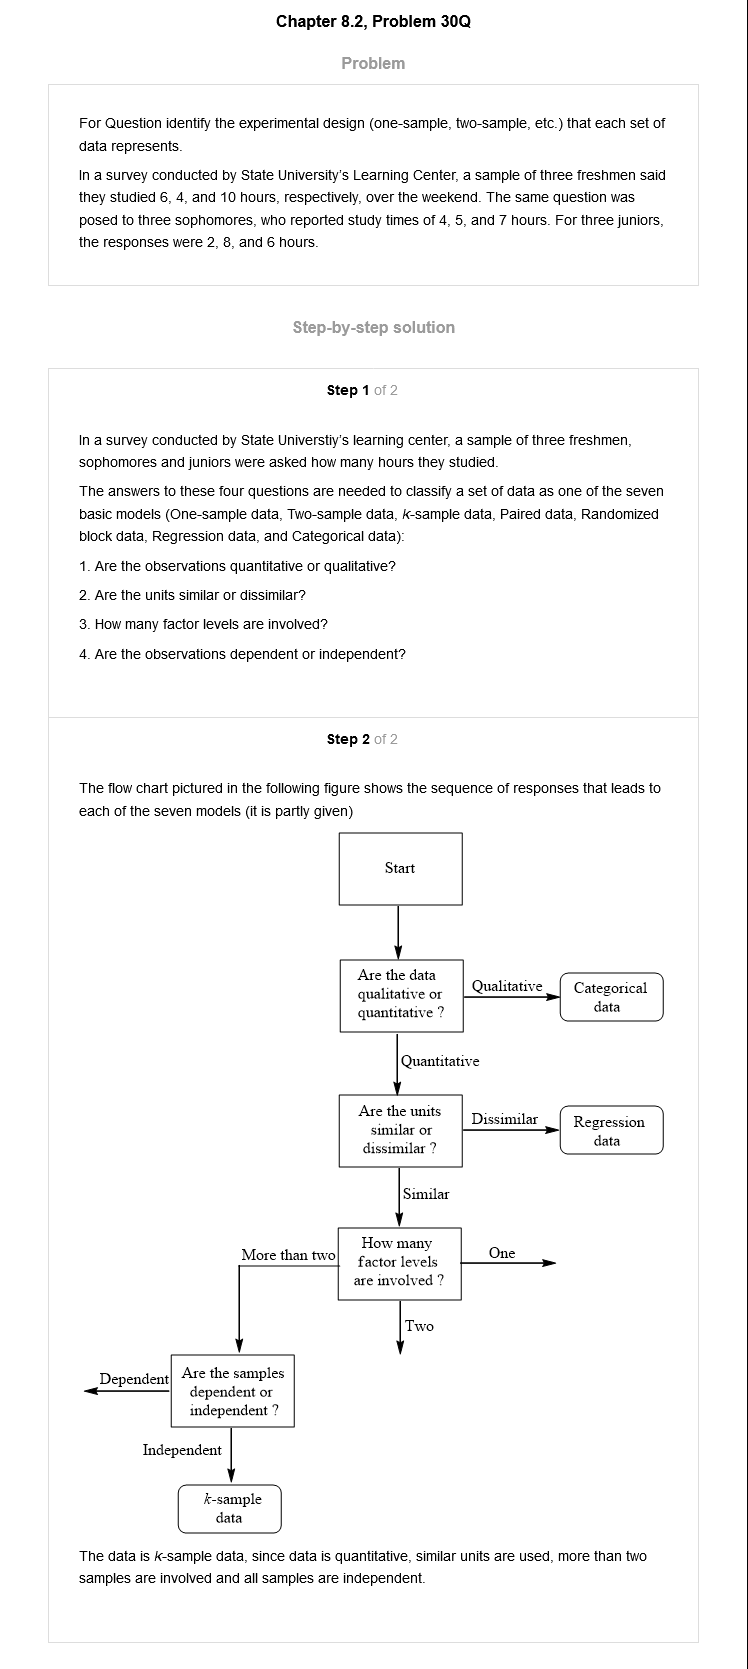 Chapter 8.2, Problem 30Q
Problem
For Question identify the experimental design (one-sample, two-sample, etc.) that each set of
data represents.
In a survey conducted by State University's Learning Center, a sample of three freshmen said
they studied 6, 4, and 10 hours, respectively, over the weekend. The same question was
posed to three sophomores, who reported study times of 4, 5, and 7 hours. For three juniors,
the responses were 2, 8, and 6 hours.
Step-by-step solution
Step 1 of 2
In a survey conducted by State Universtiy's learning center, a sample of three freshmen,
sophomores and juniors were asked how many hours they studied.
The answers to these four questions are needed to classify a set of data as one of the seven
basic models (One-sample data, Two-sample data, k-sample data, Paired data, Randomized
block data, Regression data, and Categorical data):
1. Are the observations quantitative or qualitative?
2. Are the units similar or dissimilar?
3. How many factor levels are involved?
4. Are the observations dependent or independent?
Step 2 of 2
The flow chart pictured in the following figure shows the sequence of responses that leads to
each of the seven models (it is partly given)
Start
Are the data
qualitative or
quantitative ?
Qualitative
Categorical
data
Quantitative
Are the units
similar or
dissimilar ?
Dissimilar
Regression
data
Similar
How many
factor levels
are involved ?
More than two
One
Two
Are the samples
dependent or
independent ?
Dependent
Independent
k-sample
data
The data is k-sample data, since data is quantitative, similar units are used, more than two
samples are involved and all samples are independent.